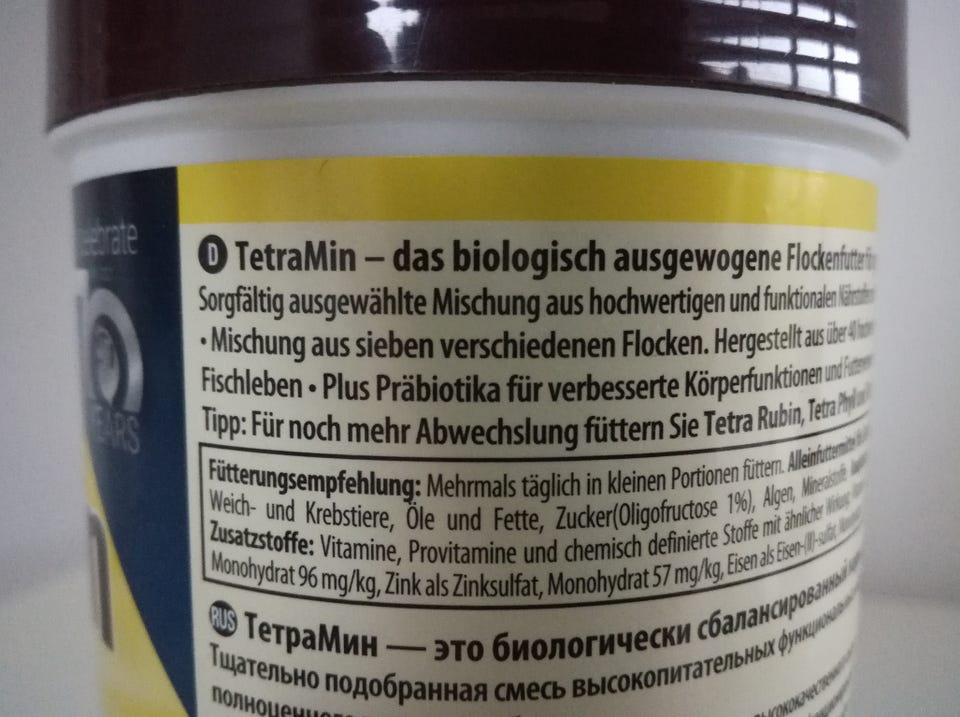 celebrate
YEARS
D TetraMin – das biologisch ausgewogene Flockenfutter
Sorgfältig ausgewählte Mischung aus hochwertigen und funktionalen
• Mischung aus sieben verschiedenen Flocken. Hergestellt aus über 40
Fischleben • Plus Präbiotika für verbesserte Körperfunktionen und
Tipp: Für noch mehr Abwechslung füttern Sie Tetra Rubin, Tetra
Fütterungsempfehlung: Mehrmals täglich in kleinen Portionen füttern. Alleinfuttermittel
Weich- und Krebstiere, Öle und Fette, Zucker(Oligofructose 1%), Algen, Mineralstoffe.
Zusatzstoffe: Vitamine, Provitamine und chemisch definierte Stoffe mit ähnlicher Wirkung:
Monohydrat 96 mg/kg, Zink als Zinksulfat, Monohydrat 57 mg/kg, Eisen als Eisen-(II)-sulfat,
RUS ТетраМин — это биологически сбалансированный
Тщательно подобранная смесь высокопитательных